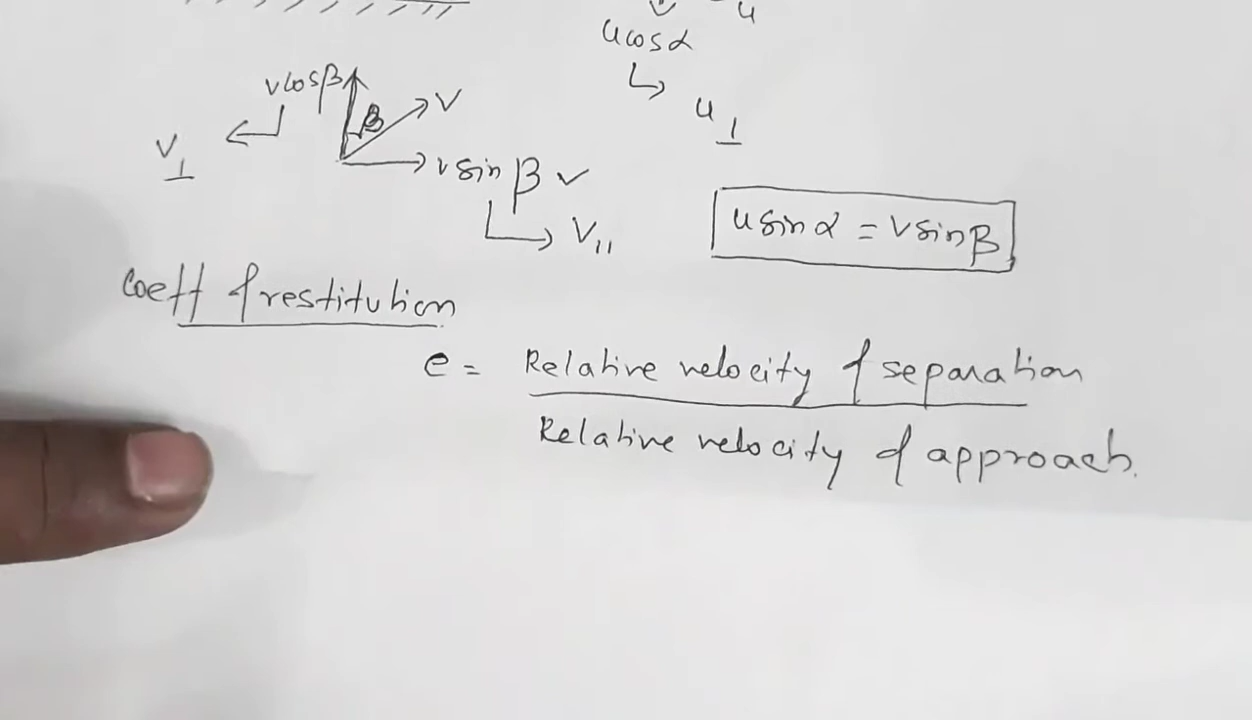 u
u cos α
u⊥
v cos β
β
v
v⊥
v sin β ✓
v||
u sin α = v sin β
Coeff of restitution
e = Relative velocity of separation
Relative velocity of approach.